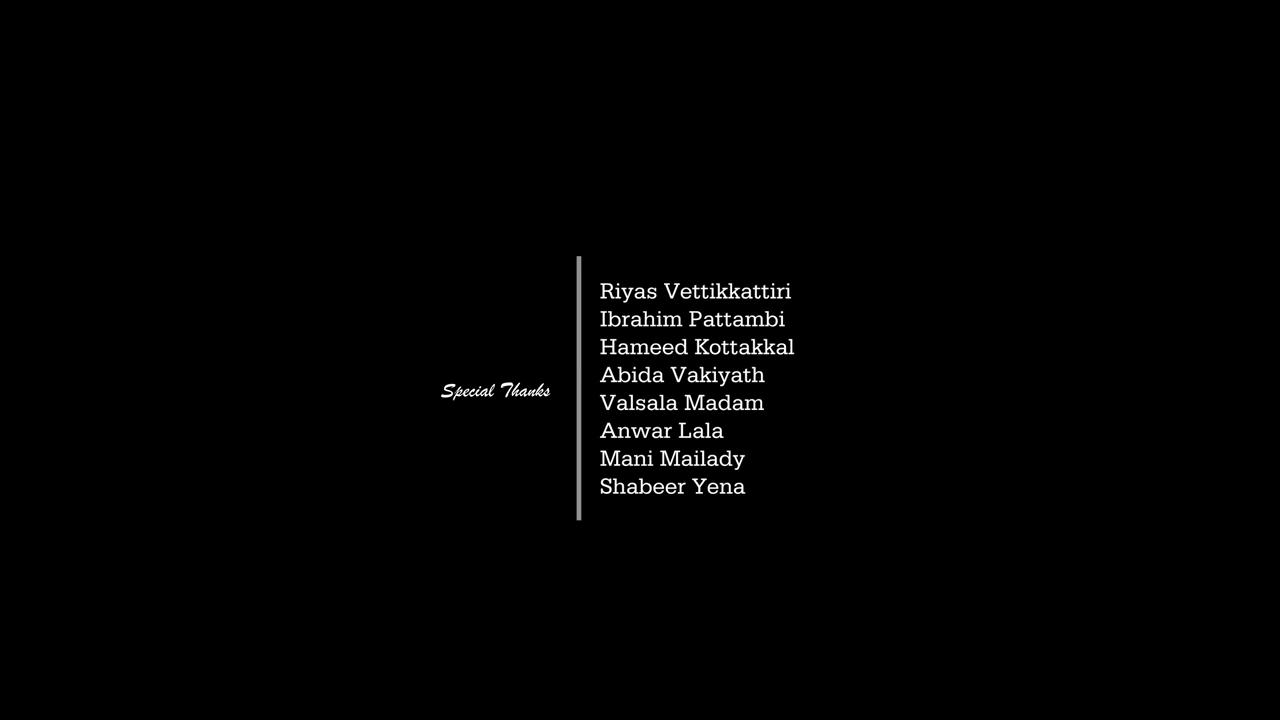 Special Thanks
Riyas Vettikkattiri
Ibrahim Pattambi
Hameed Kottakkal
Abida Vakiyath
Valsala Madam
Anwar Lala
Mani Mailady
Shabeer Yena